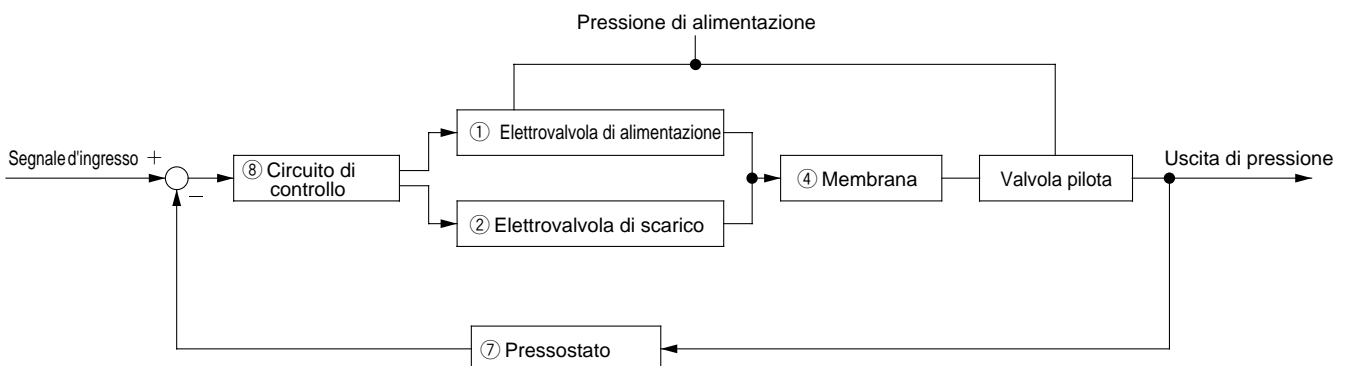 Pressione di alimentazione
① Elettrovalvola di alimentazione
Segnale d'ingresso +
Uscita di pressione
⑧ Circuito di
controllo
④ Membrana
Valvola pilota
−
② Elettrovalvola di scarico
⑦ Pressostato